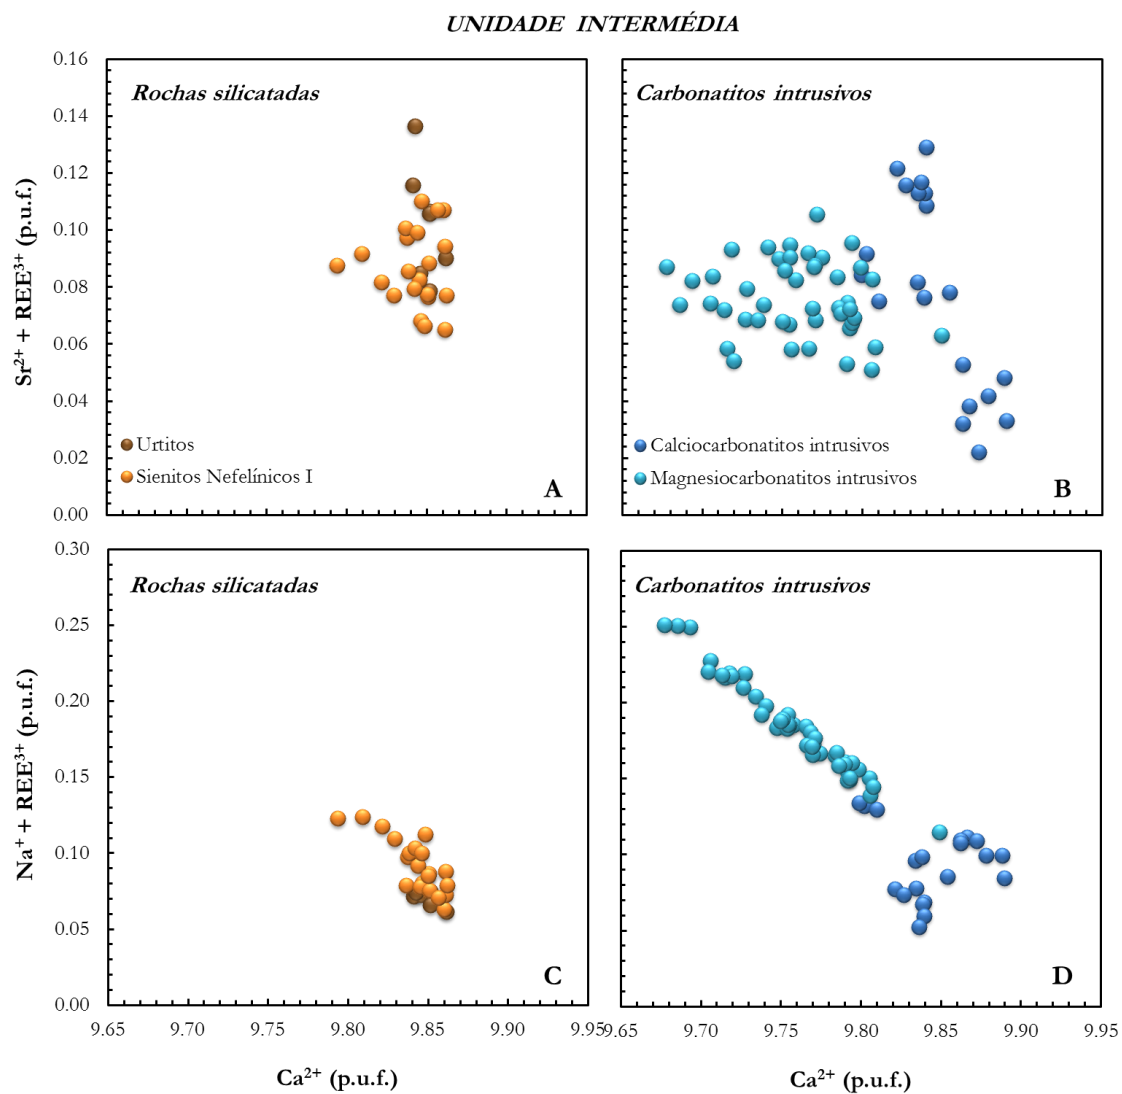 UNIDADE INTERMÉDIA
Rochas silicatadas
Carbonatitos intrusivos
0.16
0.14
0.12
0.10
0.08
0.06
0.04
0.02
0.00
Sr²⁺ + REE³⁺ (p.u.f.)
Urtitos
Sienitos Nefelínicos I
A
Calciocarbonatitos intrusivos
Magnesiocarbonatitos intrusivos
B
Rochas silicatadas
Carbonatitos intrusivos
0.30
0.25
0.20
0.15
0.10
0.05
0.00
Na⁺ + REE³⁺ (p.u.f.)
C
D
9.65 9.70 9.75 9.80 9.85 9.90 9.95
9.65 9.70 9.75 9.80 9.85 9.90 9.95
Ca²⁺ (p.u.f.)
Ca²⁺ (p.u.f.)